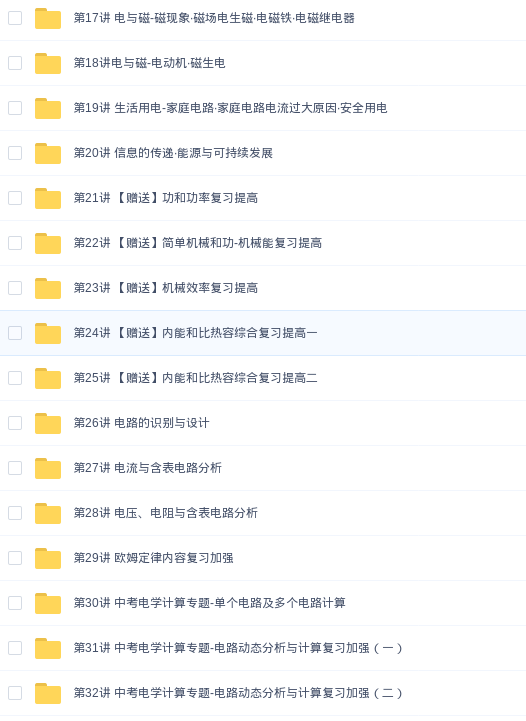 第17讲 电与磁-磁现象·磁场电生磁·电磁铁·电磁继电器
第18讲电与磁-电动机·磁生电
第19讲 生活用电-家庭电路·家庭电路电流过大原因·安全用电
第20讲 信息的传递·能源与可持续发展
第21讲 【赠送】功和功率复习提高
第22讲 【赠送】简单机械和功-机械能复习提高
第23讲 【赠送】机械效率复习提高
第24讲 【赠送】内能和比热容综合复习提高一
第25讲 【赠送】内能和比热容综合复习提高二
第26讲 电路的识别与设计
第27讲 电流与含表电路分析
第28讲 电压、电阻与含表电路分析
第29讲 欧姆定律内容复习加强
第30讲 中考电学计算专题-单个电路及多个电路计算
第31讲 中考电学计算专题-电路动态分析与计算复习加强（一）
第32讲 中考电学计算专题-电路动态分析与计算复习加强（二）